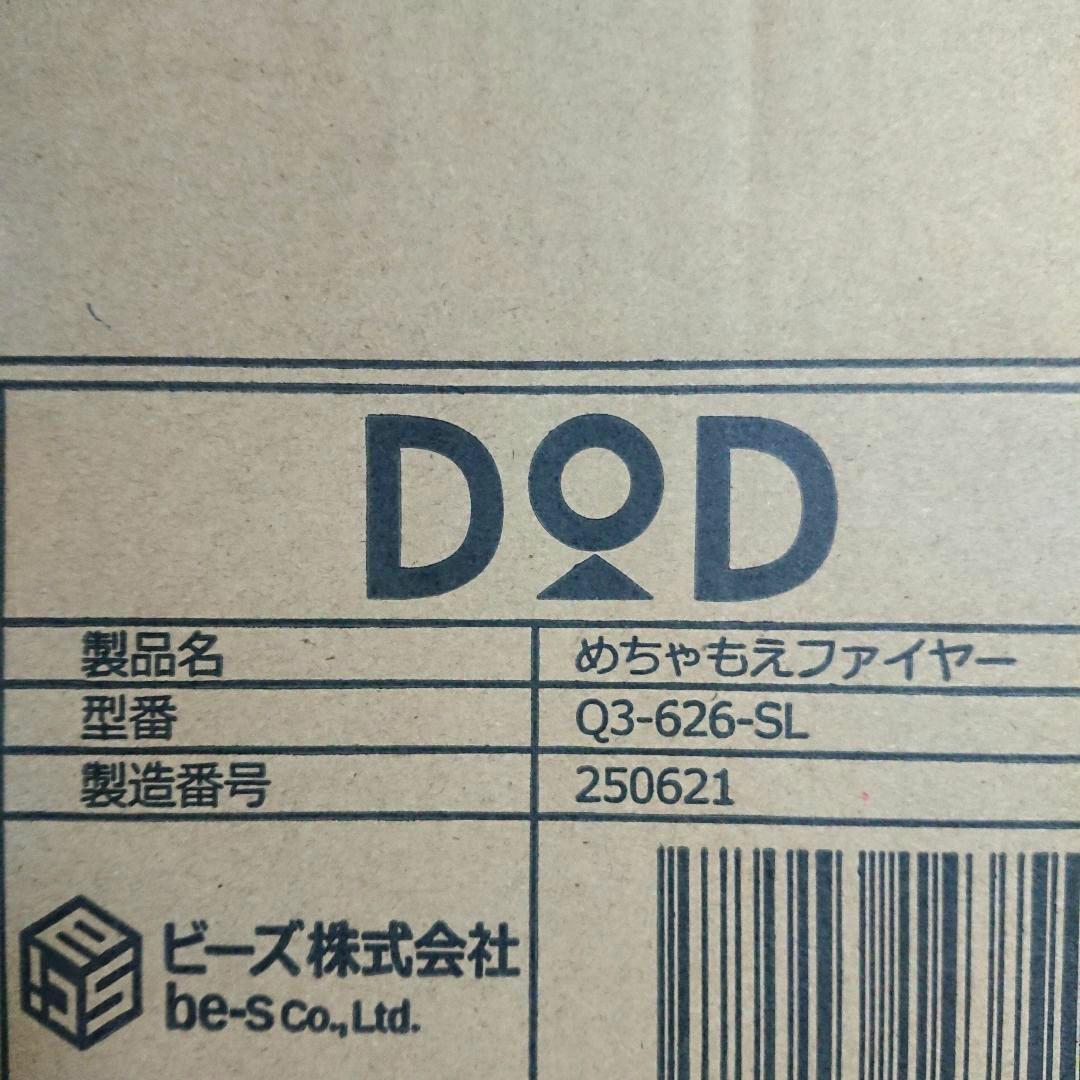 DOD
製品名 めちゃもえファイヤー
型番 Q3-626-SL
製造番号 250621
ビーズ株式会社
be-s Co.,Ltd.